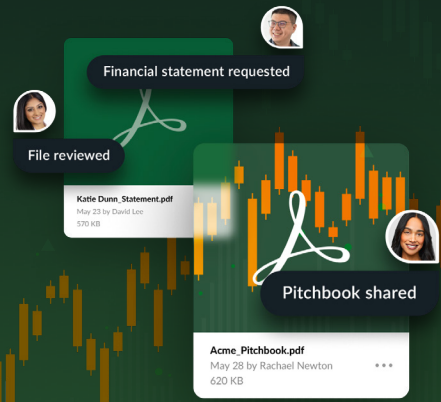 Financial statement requested
File reviewed
Katie Dunn_Statement.pdf
May 23 by David Lee
570 KB
Pitchbook shared
Acme_Pitchbook.pdf
May 28 by Rachael Newton
620 KB